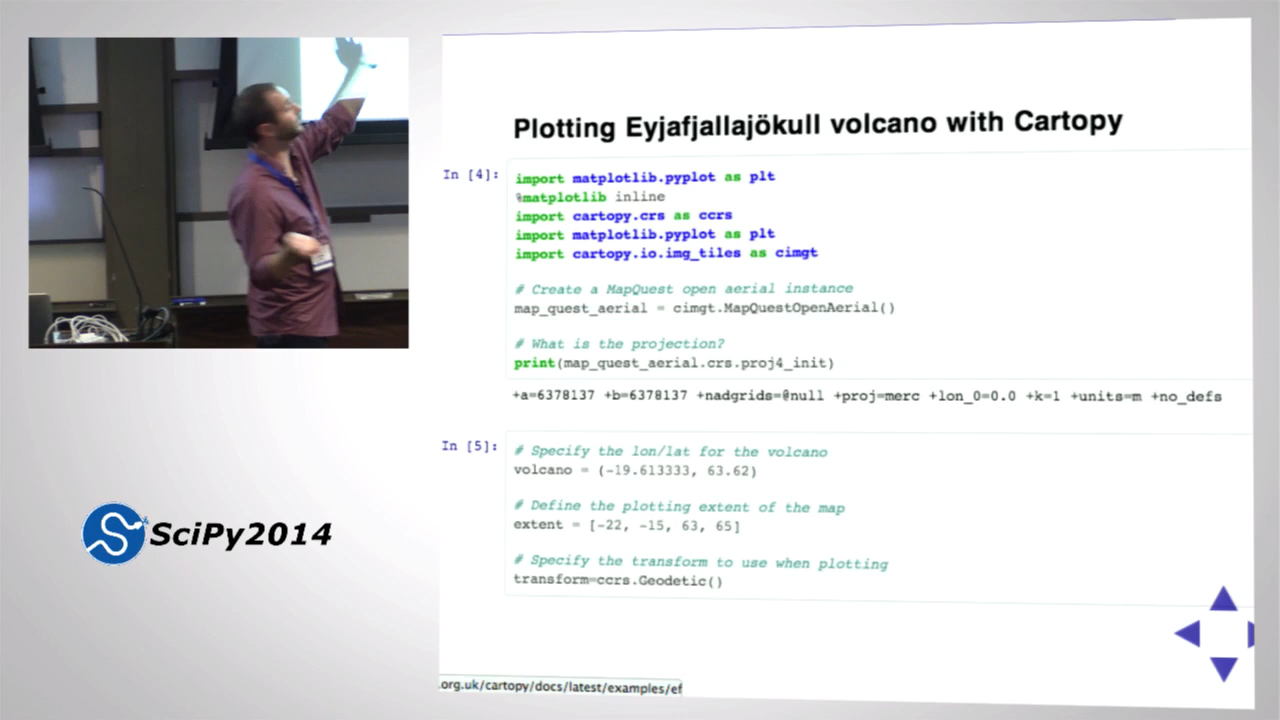 Plotting Eyjafjallajökull volcano with Cartopy
In [4]:
import matplotlib.pyplot as plt
%matplotlib inline
import cartopy.crs as ccrs
import matplotlib.pyplot as plt
import cartopy.io.img_tiles as cimgt
# Create a MapQuest open aerial instance
map_quest_aerial = cimgt.MapQuestOpenAerial()
# What is the projection?
print(map_quest_aerial.crs.proj4_init)
+a=6378137 +b=6378137 +nadgrids=@null +proj=merc +lon_0=0.0 +k=1 +units=m +no_defs
In [5]:
# Specify the lon/lat for the volcano
volcano = (-19.613333, 63.62)
# Define the plotting extent of the map
extent = [-22, -15, 63, 65]
# Specify the transform to use when plotting
transform=ccrs.Geodetic()
SciPy2014
.org.uk/cartopy/docs/latest/examples/ef